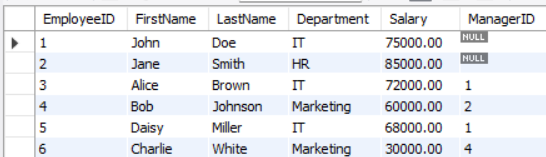 EmployeeID FirstName LastName Department Salary ManagerID
1 John Doe IT 75000.00 NULL
2 Jane Smith HR 85000.00 NULL
3 Alice Brown IT 72000.00 1
4 Bob Johnson Marketing 60000.00 2
5 Daisy Miller IT 68000.00 1
6 Charlie White Marketing 30000.00 4